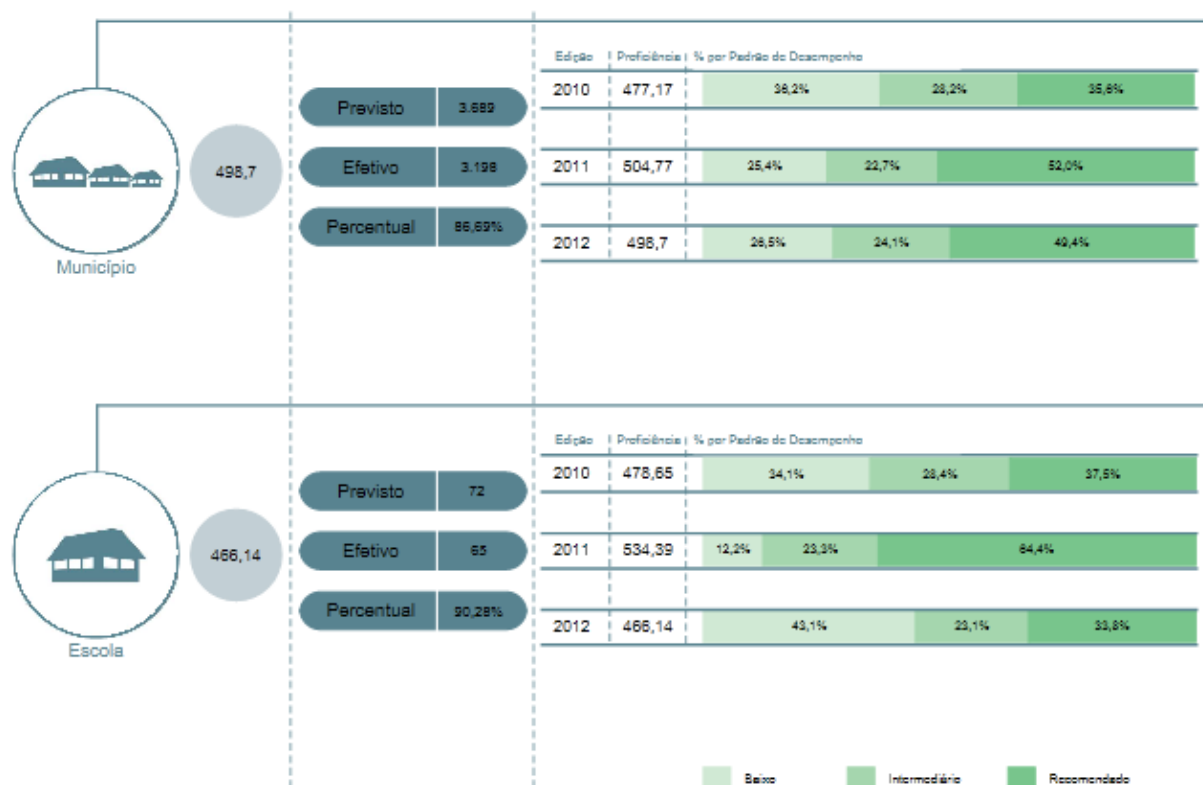 Edição Proficiência % por Padrão de Desempenho
2010 477,17 36,2% 28,2% 35,6%
Previsto 3.689
498,7
Efetivo 3.198
2011 504,77 25,4% 22,7% 52,0%
Percentual 86,69%
2012 498,7 26,5% 24,1% 49,4%
Município
Edição Proficiência % por Padrão de Desempenho
2010 478,65 34,1% 28,4% 37,5%
Previsto 72
466,14
Efetivo 65
2011 534,39 12,2% 23,3% 64,4%
Percentual 90,28%
2012 466,14 43,1% 23,1% 33,8%
Escola
Baixo Intermediário Recomendado